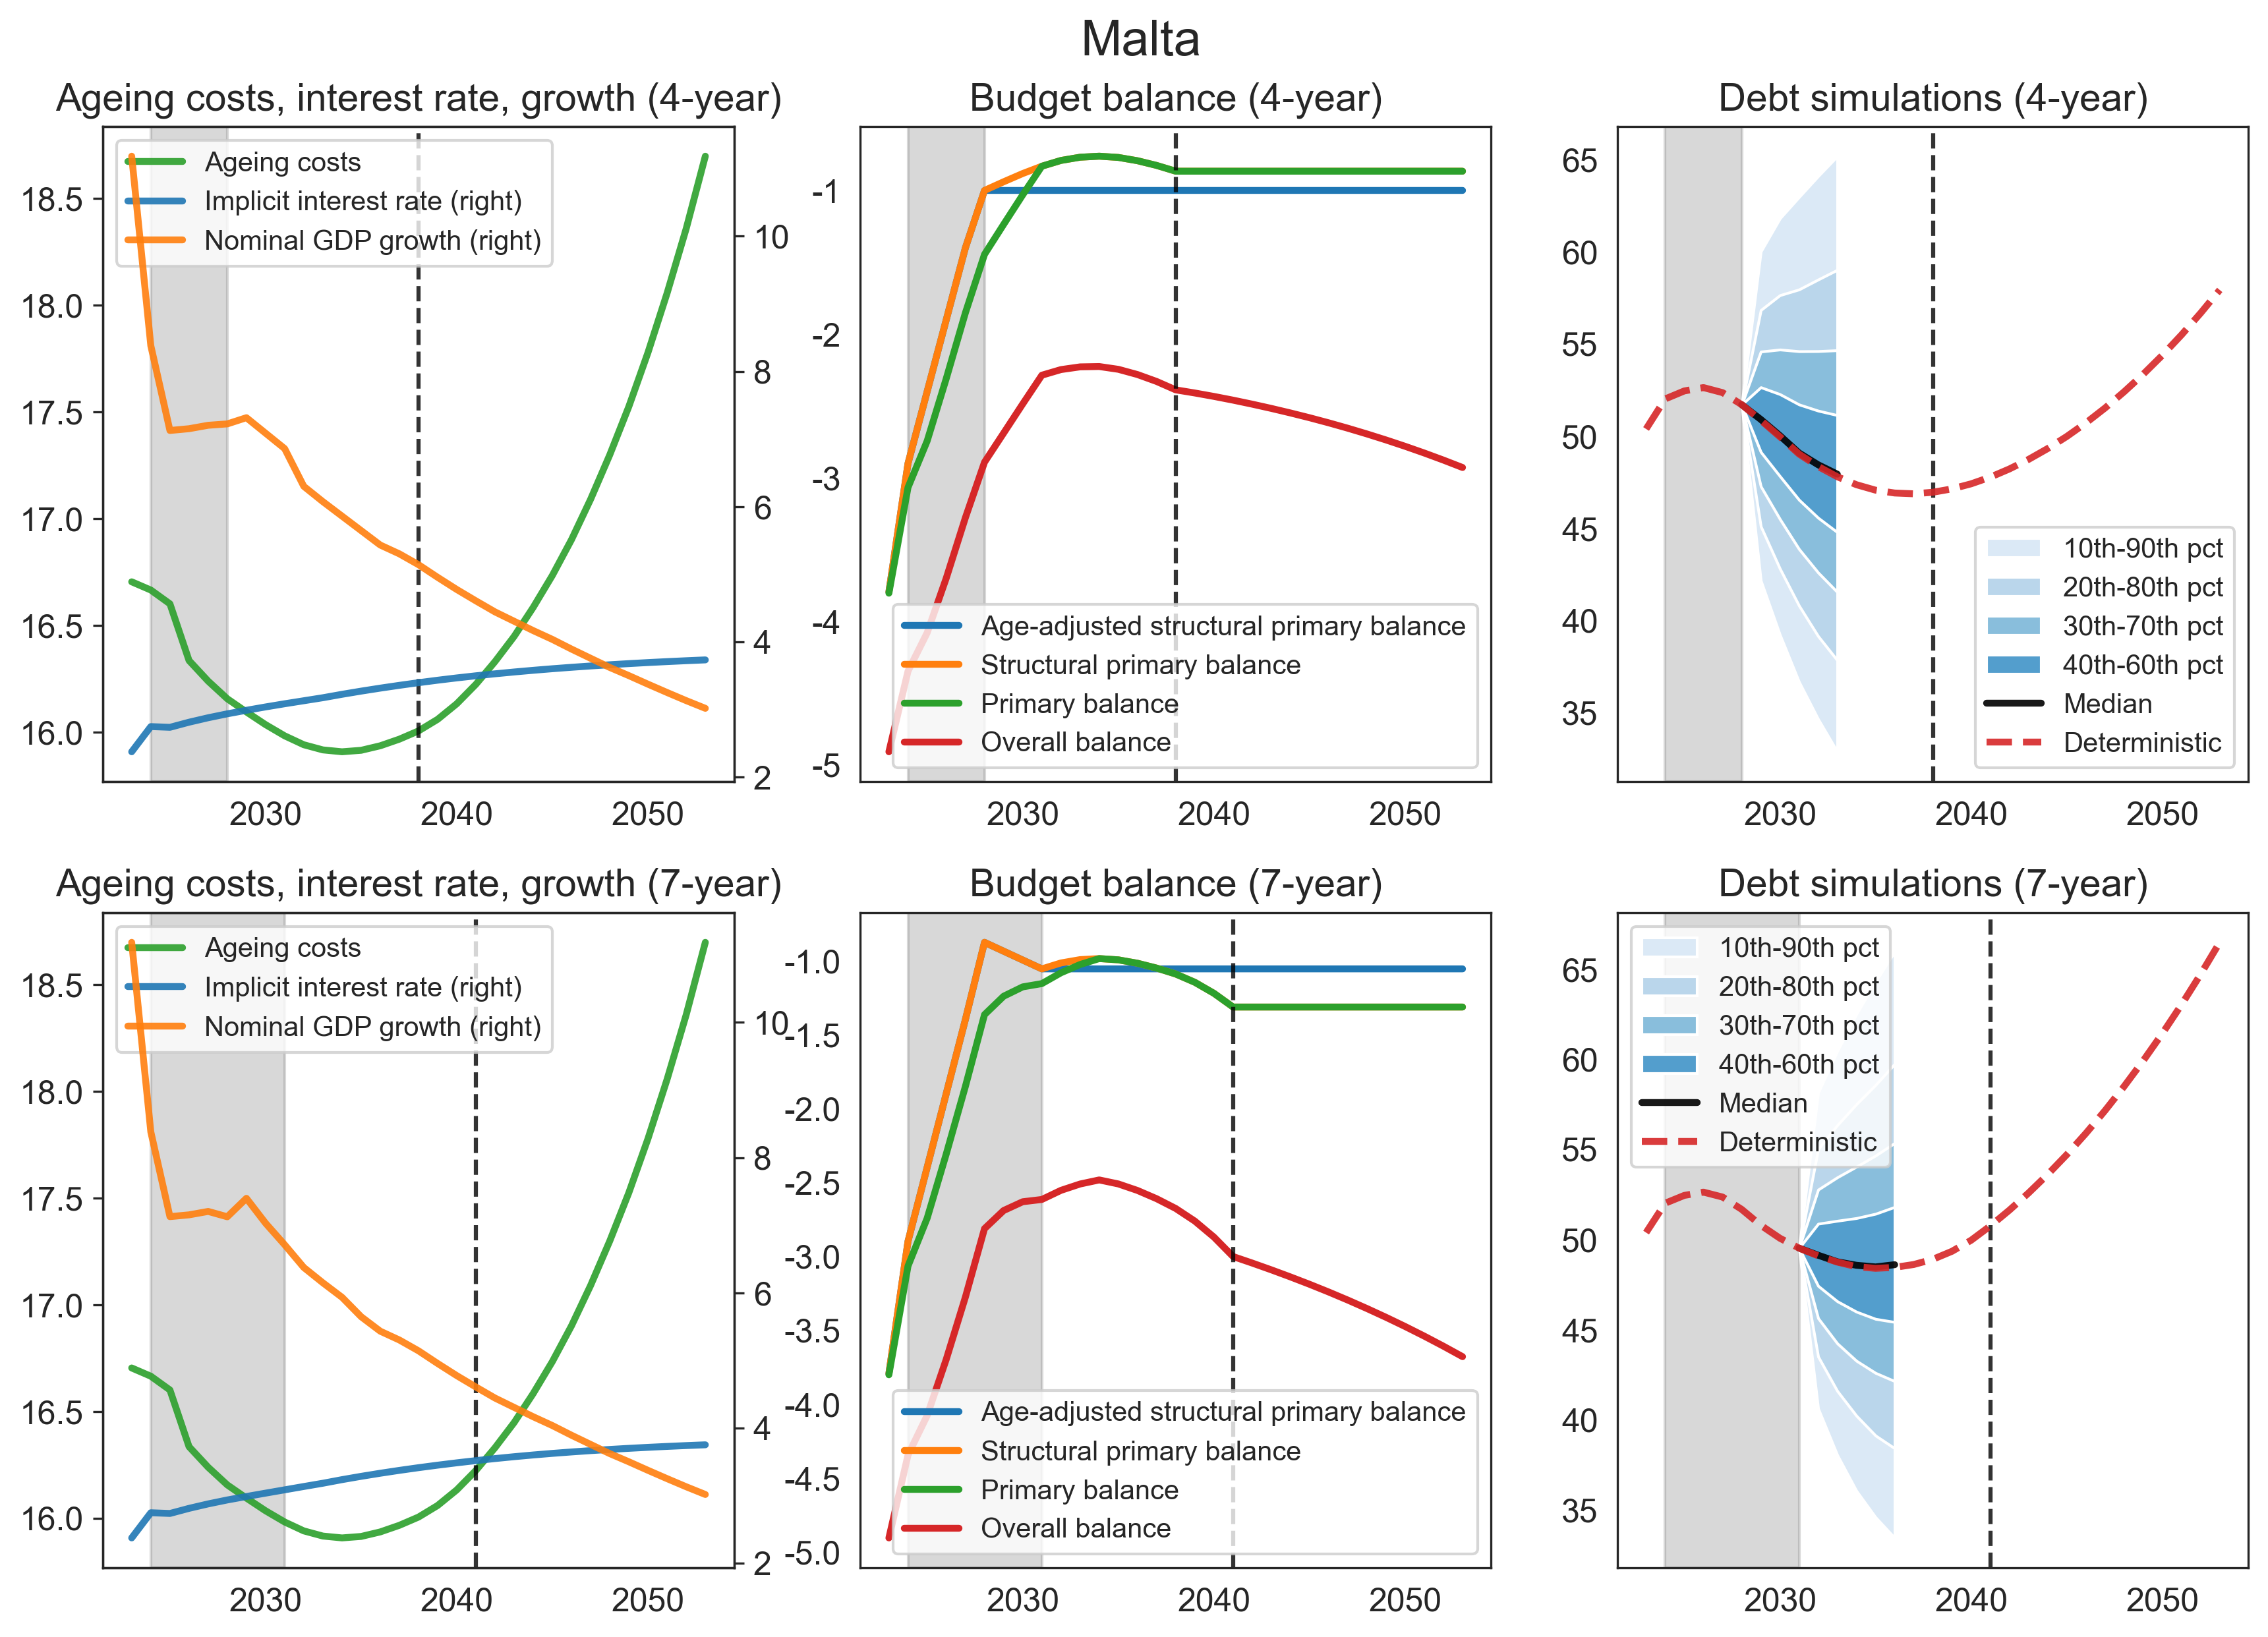 Malta
Ageing costs, interest rate, growth (4-year)
Ageing costs
Implicit interest rate (right)
Nominal GDP growth (right)
18.5
18.0
17.5
17.0
16.5
16.0
10
8
6
4
2
2030
2040
2050
Budget balance (4-year)
-1
-2
-3
-4
-5
Age-adjusted structural primary balance
Structural primary balance
Primary balance
Overall balance
2030
2040
2050
Debt simulations (4-year)
65
60
55
50
45
40
35
10th-90th pct
20th-80th pct
30th-70th pct
40th-60th pct
Median
Deterministic
2030
2040
2050
Ageing costs, interest rate, growth (7-year)
Ageing costs
Implicit interest rate (right)
Nominal GDP growth (right)
18.5
18.0
17.5
17.0
16.5
16.0
10
8
6
4
2
2030
2040
2050
Budget balance (7-year)
-1.0
-1.5
-2.0
-2.5
-3.0
-3.5
-4.0
-4.5
-5.0
Age-adjusted structural primary balance
Structural primary balance
Primary balance
Overall balance
2030
2040
2050
Debt simulations (7-year)
10th-90th pct
20th-80th pct
30th-70th pct
40th-60th pct
Median
Deterministic
65
60
55
50
45
40
35
2030
2040
2050